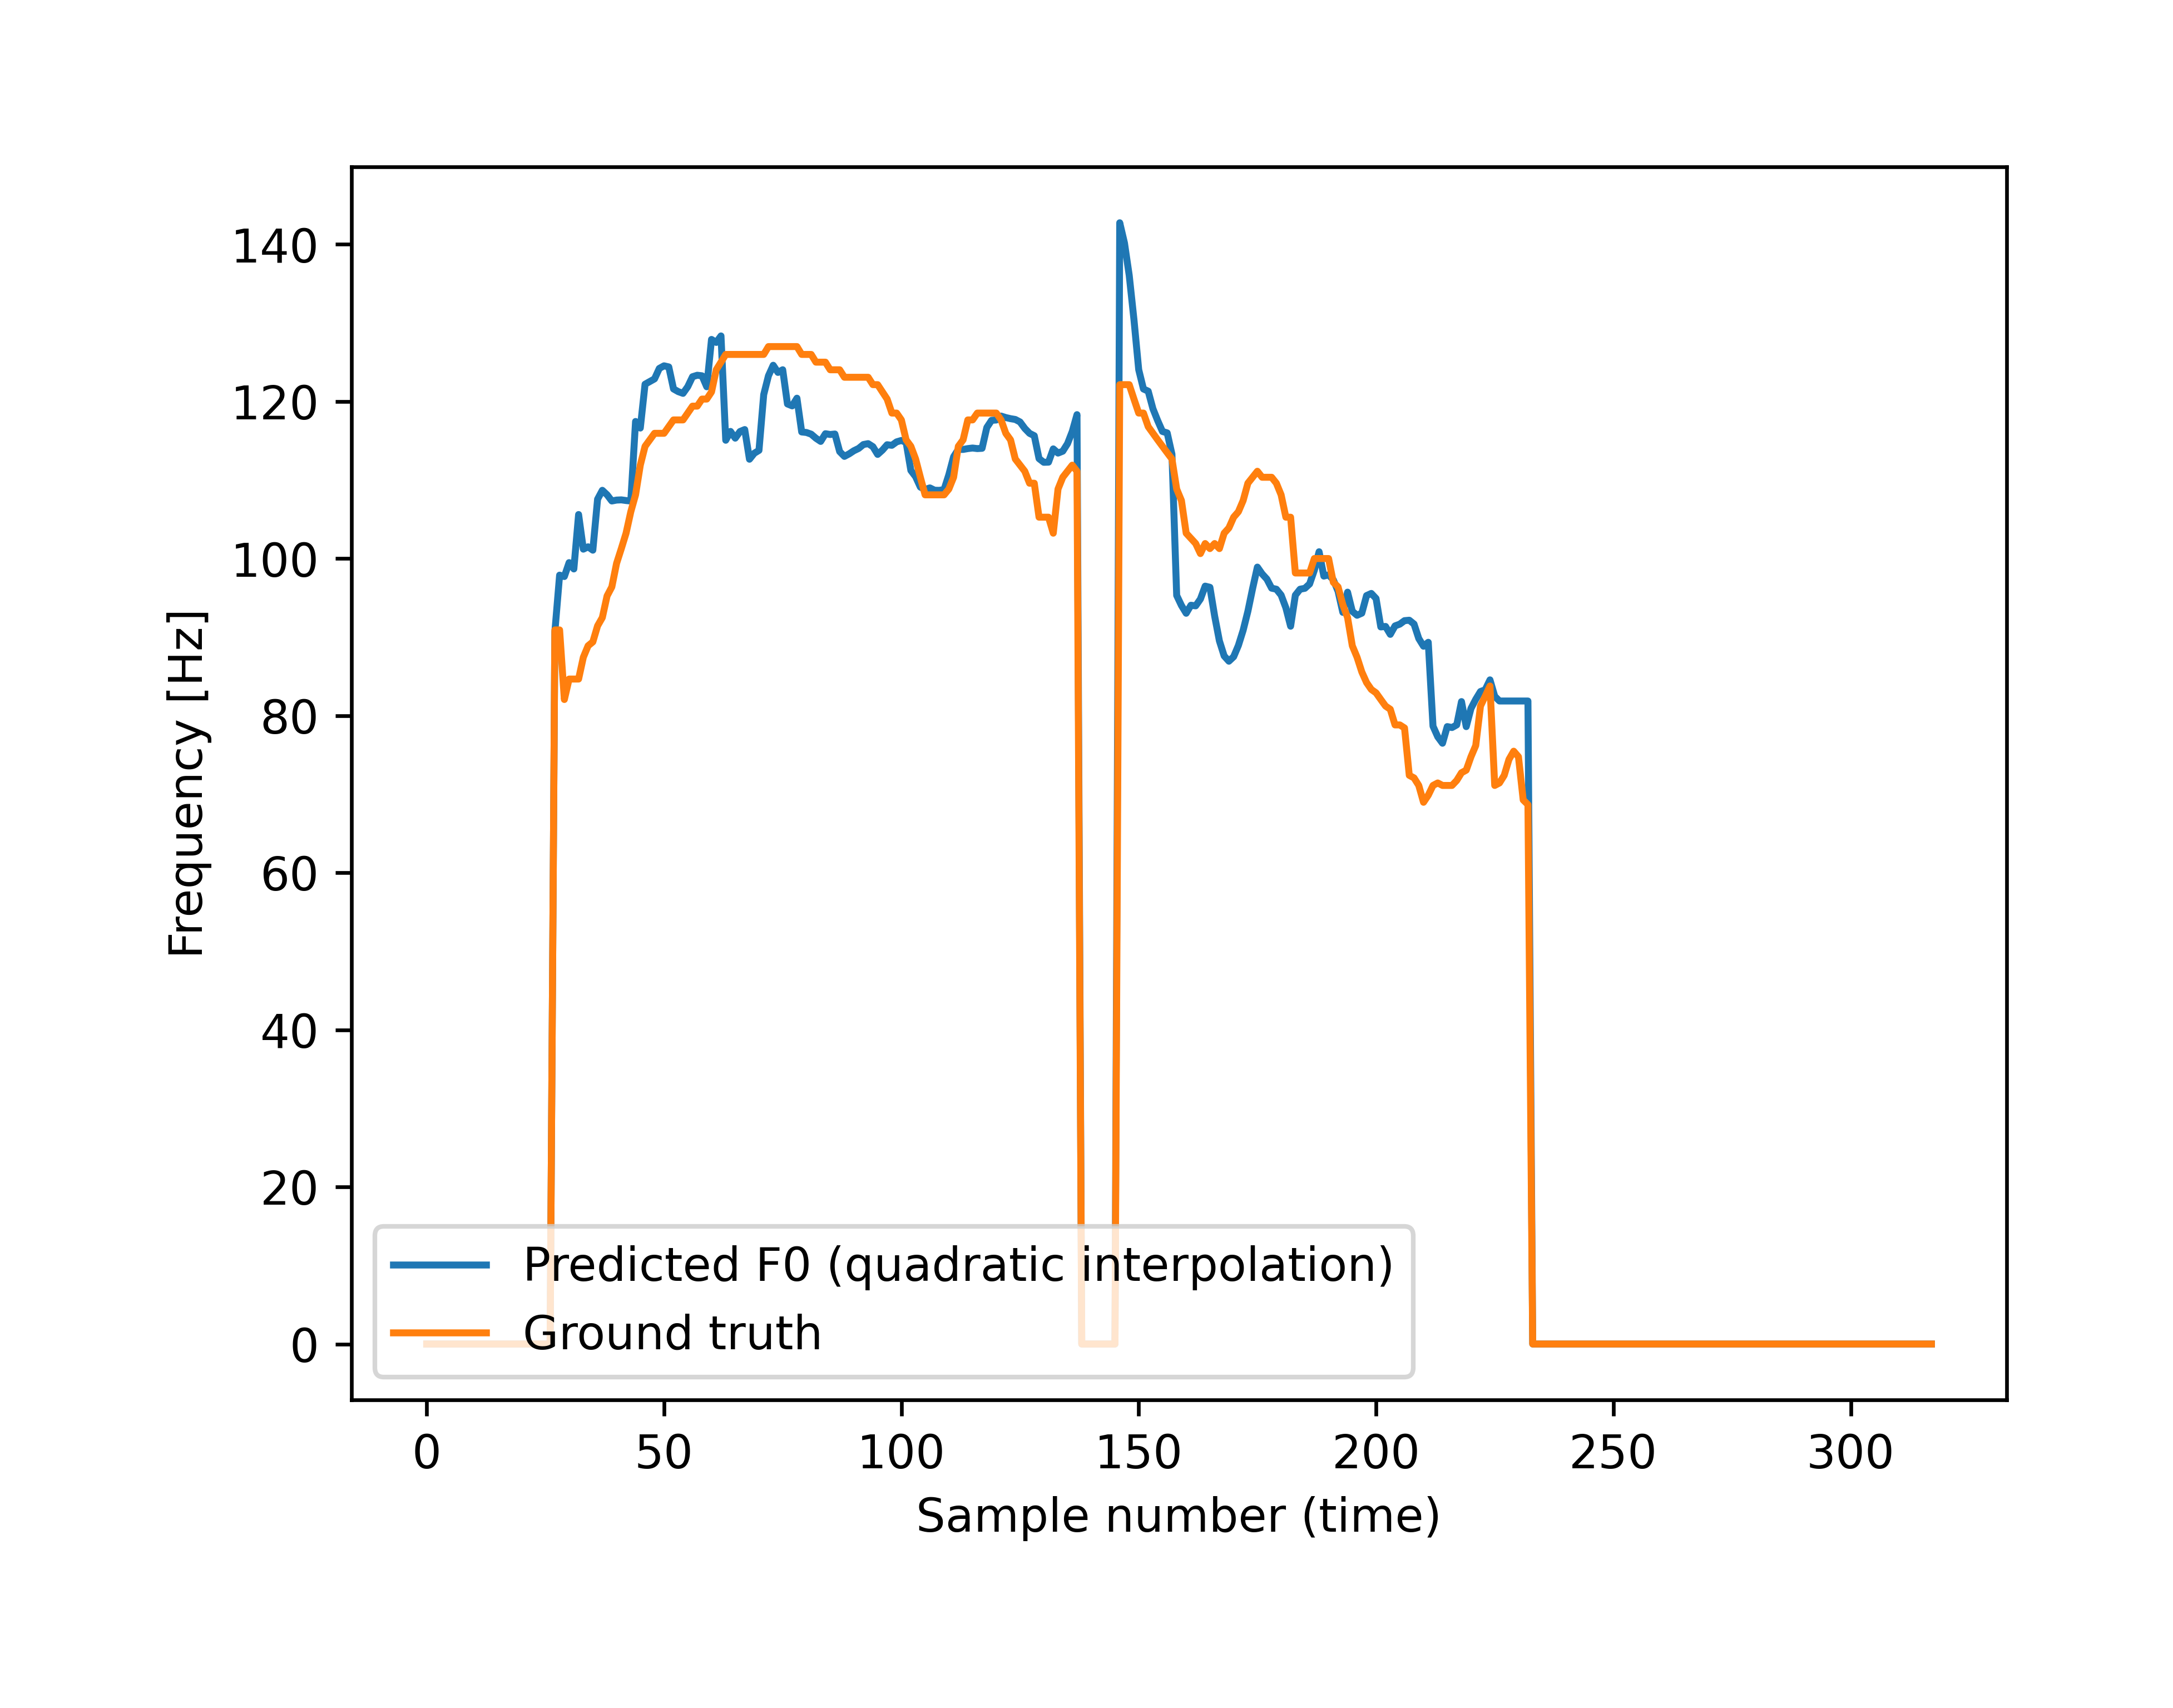 140
120
100
80
60
40
20
0
Frequency [Hz]
Predicted F0 (quadratic interpolation)
Ground truth
0 50 100 150 200 250 300
Sample number (time)